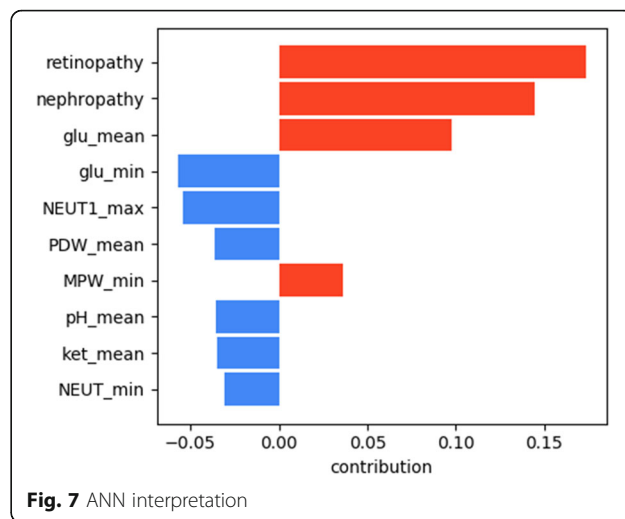 retinopathy
nephropathy
glu_mean
glu_min
NEUT1_max
PDW_mean
MPW_min
pH_mean
ket_mean
NEUT_min
−0.05 0.00 0.05 0.10 0.15
contribution
Fig. 7 ANN interpretation